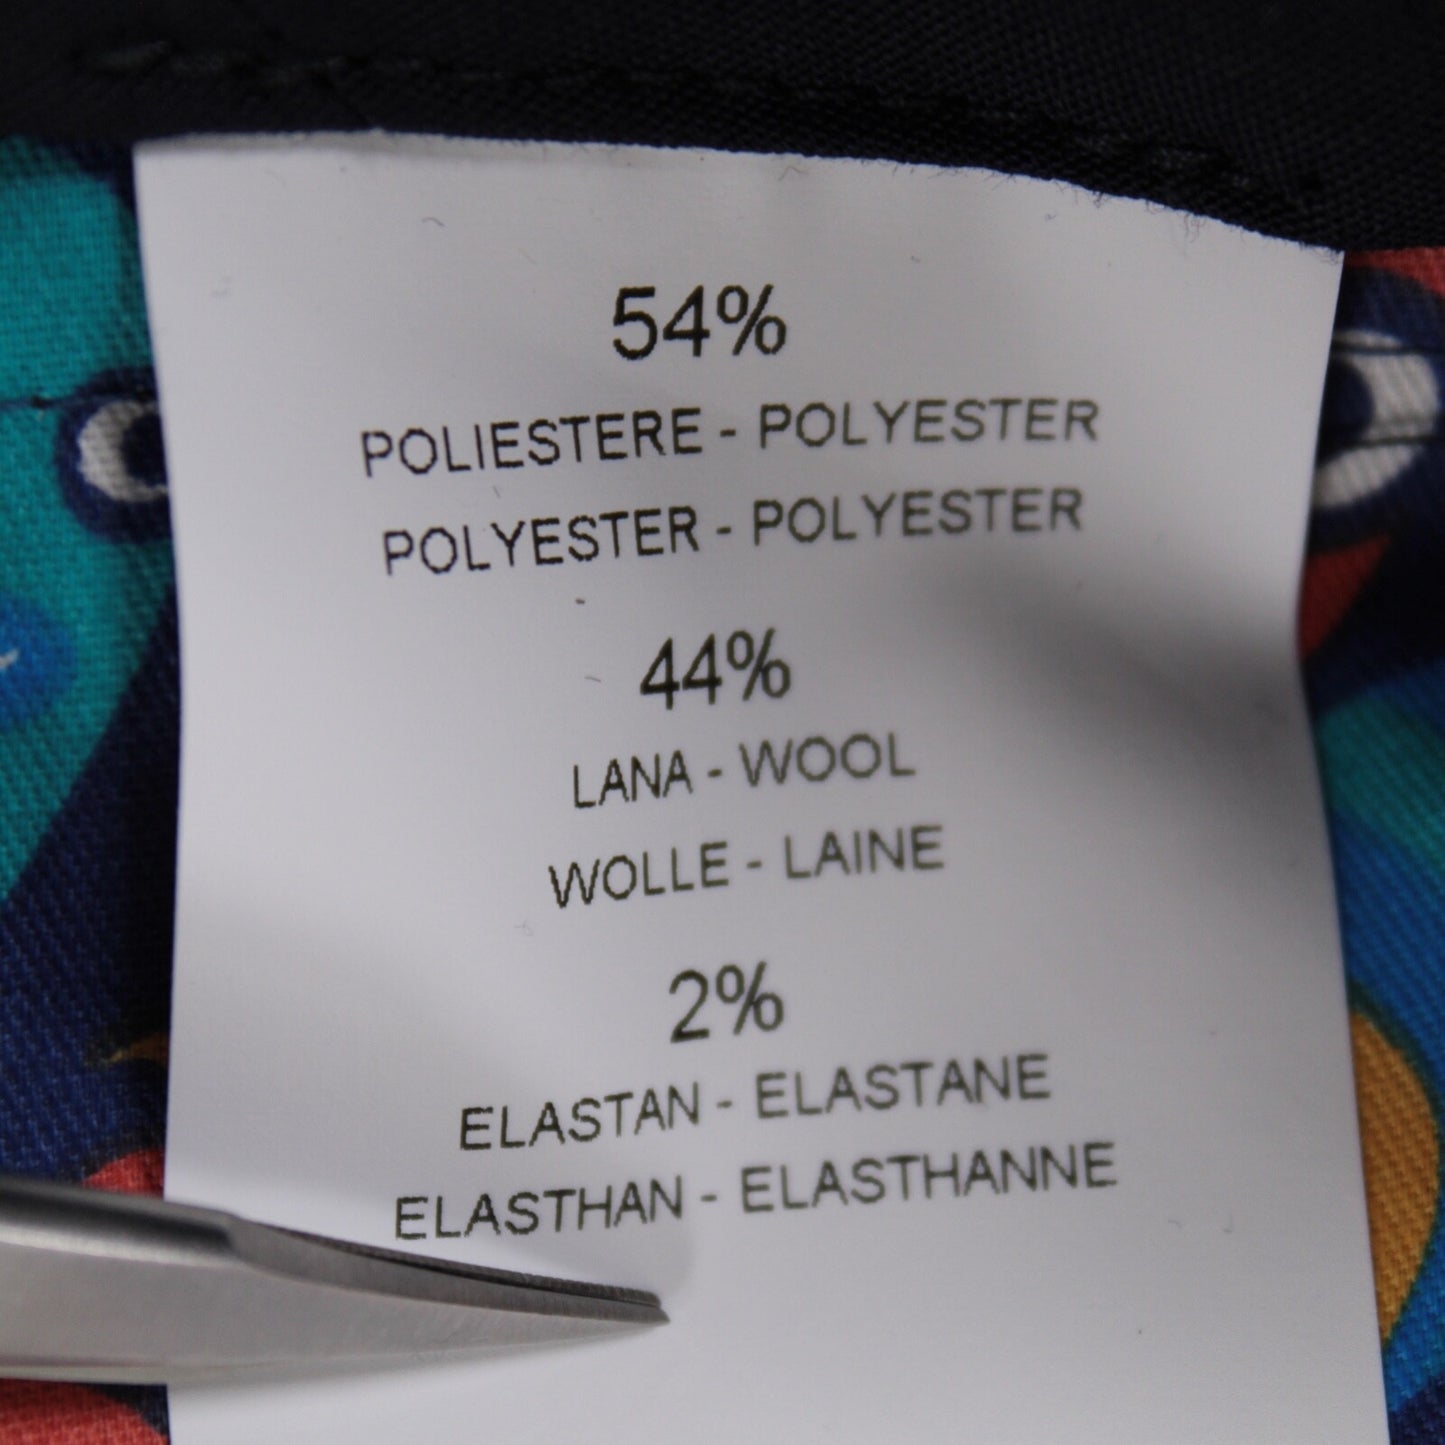 54%
POLIESTERE - POLYESTER
POLYESTER - POLYESTER
44%
LANA - WOOL
WOLLE - LAINE
2%
ELASTAN - ELASTANE
ELASTHAN - ELASTHANNE